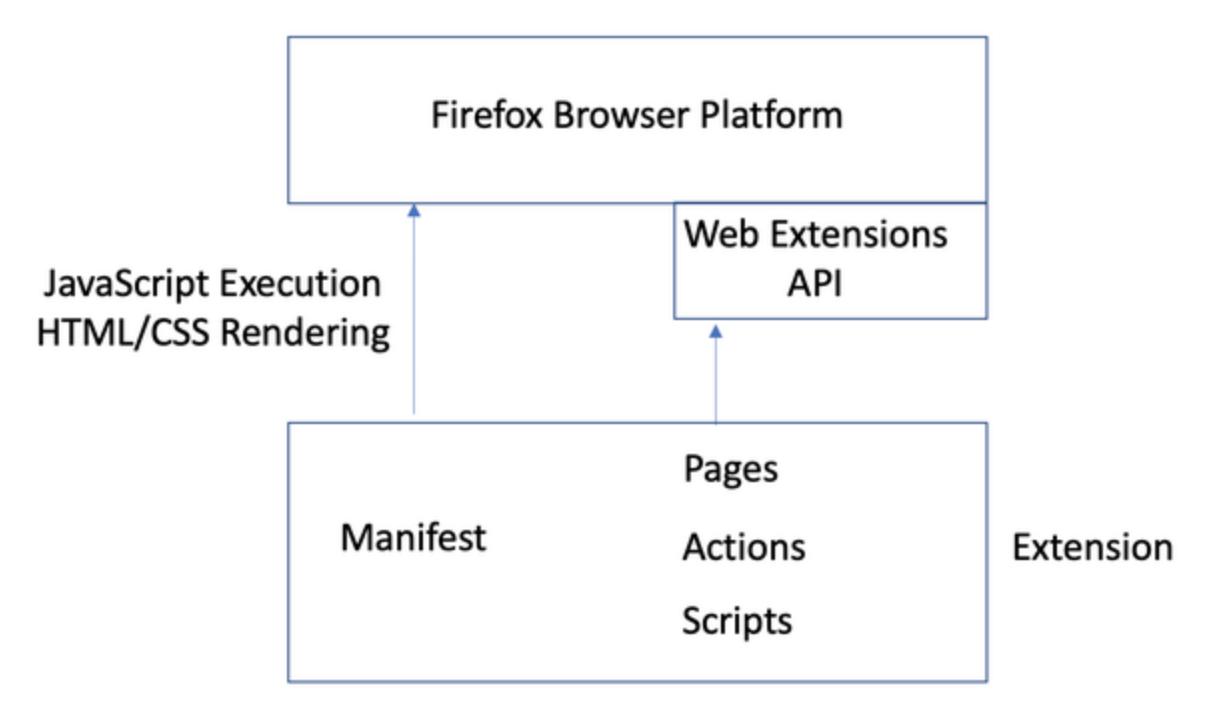 Firefox Browser Platform
Web Extensions
API
JavaScript Execution
HTML/CSS Rendering
Pages
Manifest
Actions
Extension
Scripts